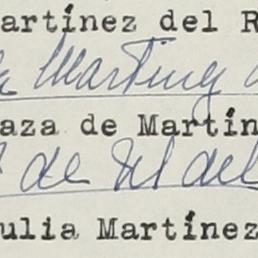 artínez del R
a Martinez d
aza de Martín
de M del
ulia Martínez